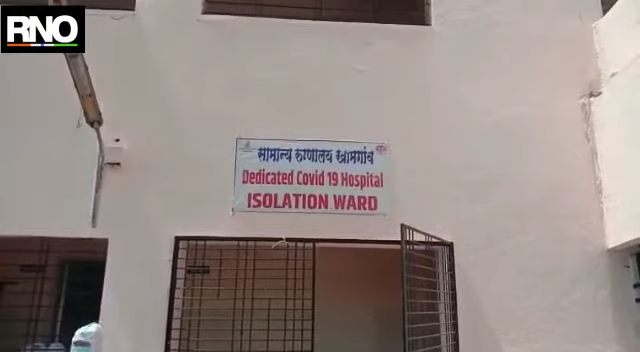 RNO
सामान्य रुग्णालय खामगांव
Dedicated Covid 19 Hospital
ISOLATION WARD